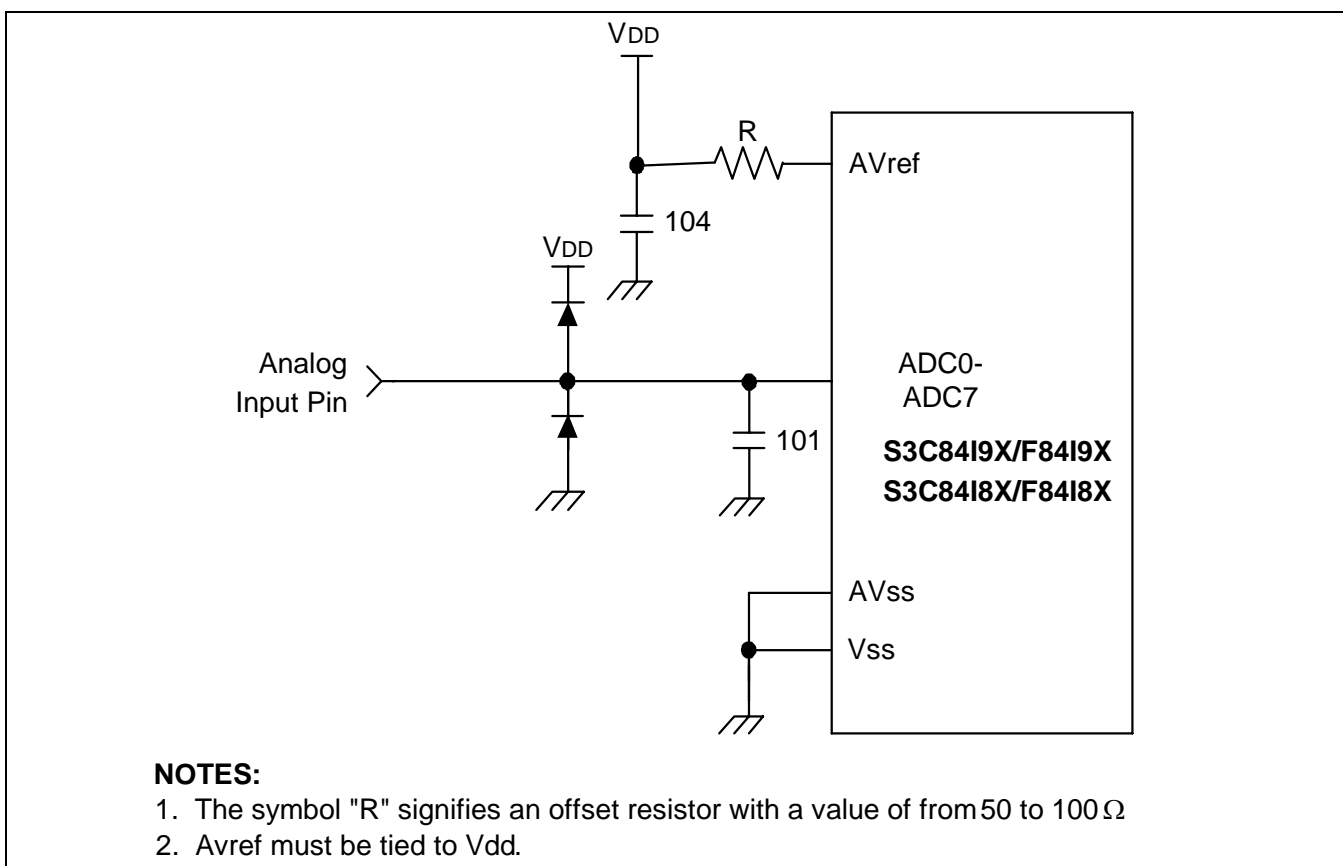 VDD
R
AVref
104
VDD
Analog
Input Pin
ADC0-
ADC7
101
S3C84I9X/F84I9X
S3C84I8X/F84I8X
AVss
Vss
NOTES:
1. The symbol "R" signifies an offset resistor with a value of from 50 to 100 Ω
2. Avref must be tied to Vdd.